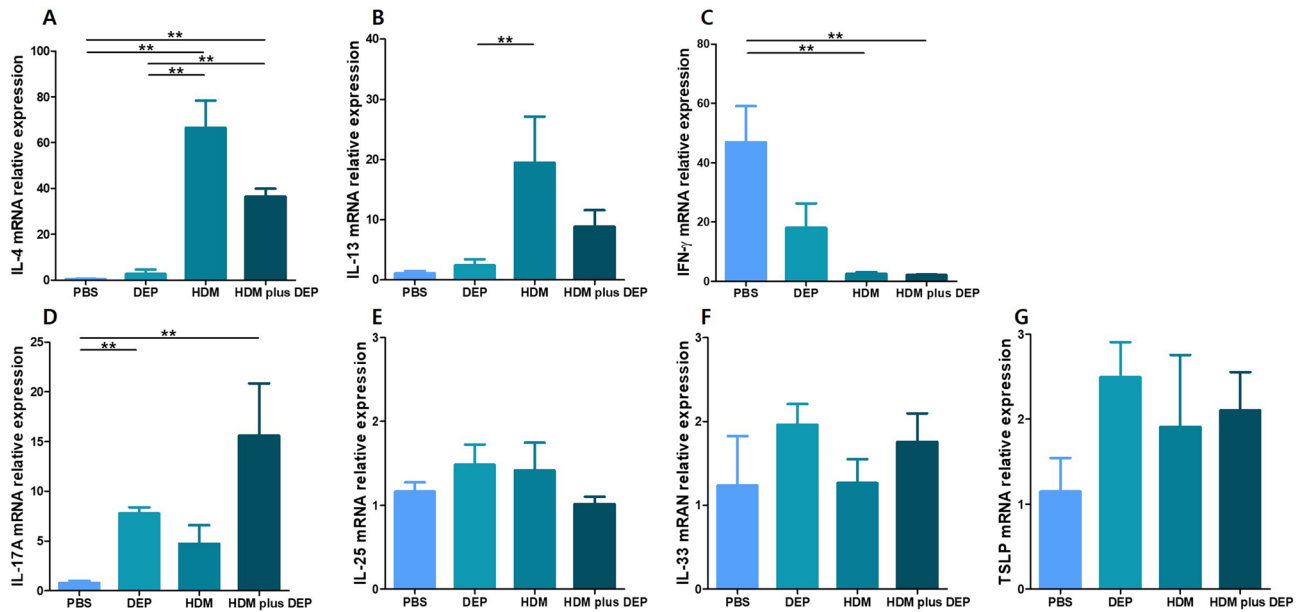 A
IL-4 mRNA relative expression
100
80
60
40
20
0
**
**
**
**
PBS DEP HDM HDM plus DEP
B
IL-13 mRNA relative expression
40
30
20
10
0
**
PBS DEP HDM HDM plus DEP
C
IFN-γ mRNA relative expression
80
60
40
20
0
**
**
PBS DEP HDM HDM plus DEP
D
IL-17A mRNA relative expression
25
20
15
10
5
0
**
**
PBS DEP HDM HDM plus DEP
E
IL-25 mRNA relative expression
3
2
1
0
PBS DEP HDM HDM plus DEP
F
IL-33 mRAN relative expression
3
2
1
0
PBS DEP HDM HDM plus DEP
G
TSLP mRNA relative expression
3
2
1
0
PBS DEP HDM HDM plus DEP